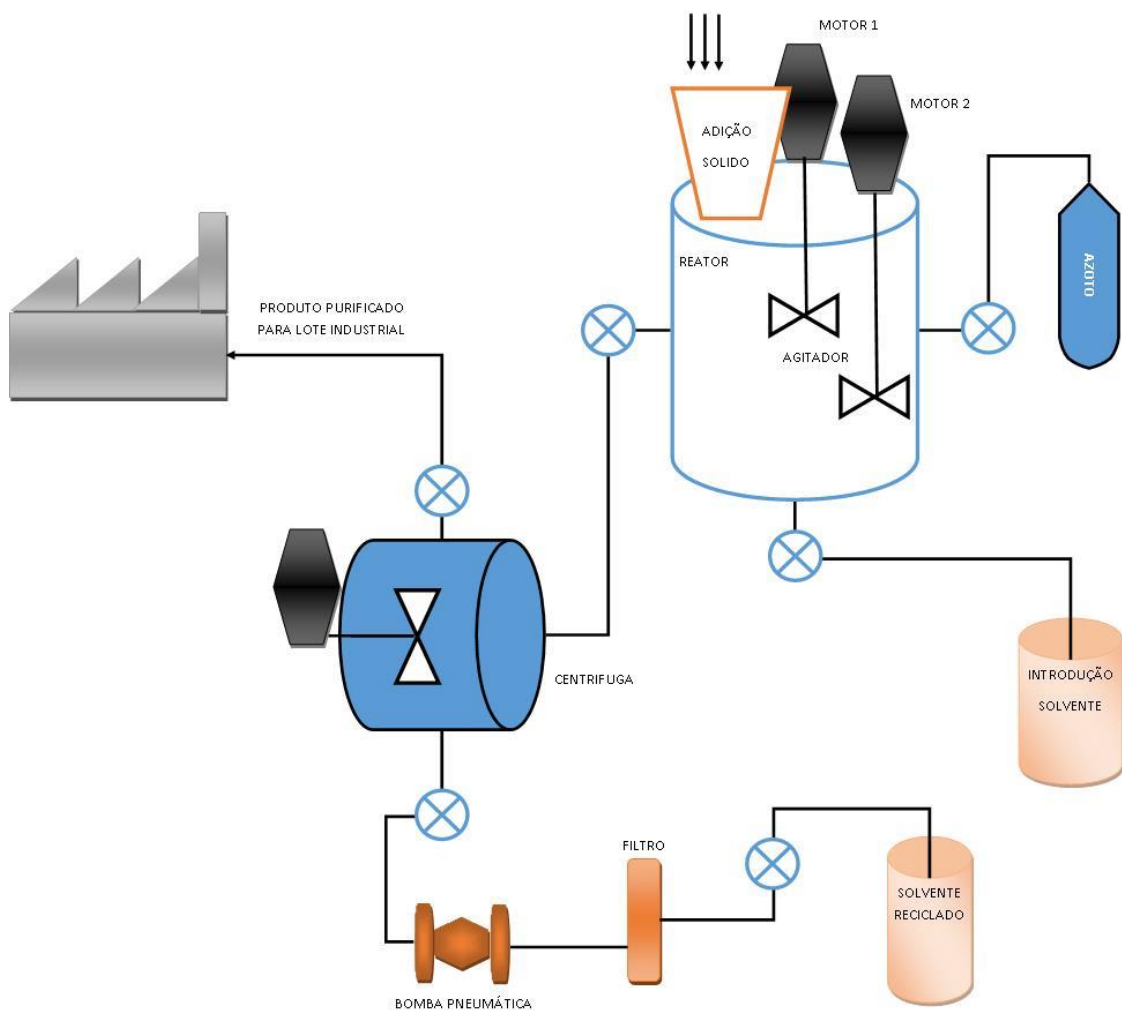 MOTOR 1
MOTOR 2
ADIÇÃO
SOLIDO
REATOR
AZOTO
PRODUTO PURIFICADO
PARA LOTE INDUSTRIAL
AGITADOR
CENTRIFUGA
INTRODUÇÃO
SOLVENTE
FILTRO
SOLVENTE
RECICLADO
BOMBA PNEUMÁTICA